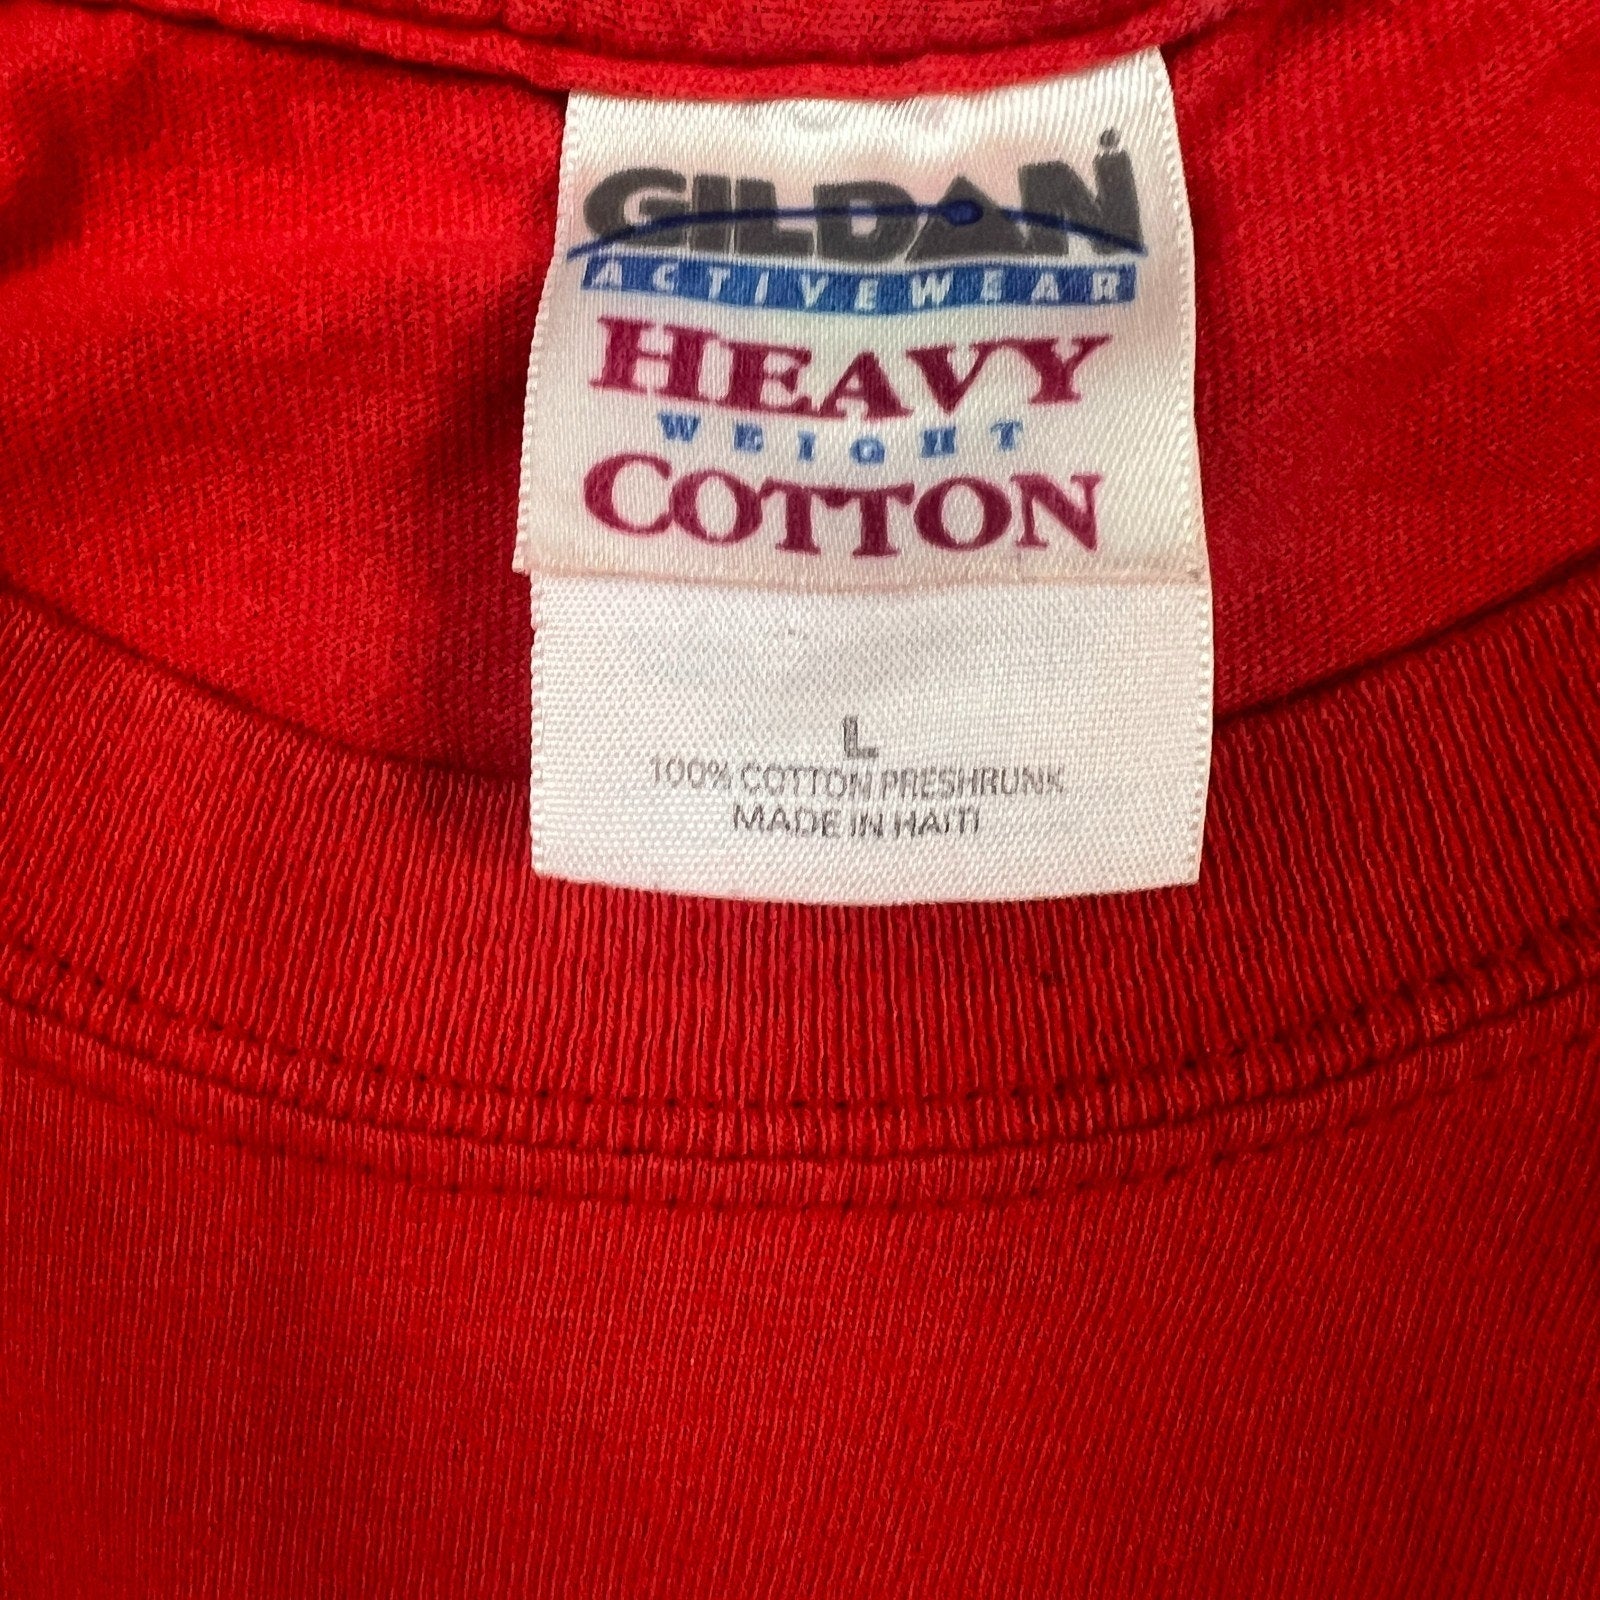 GILDAN
ACTIVEWEAR
HEAVY
WEIGHT
COTTON
L
100% COTTON PRESHRUNK
MADE IN HAITI